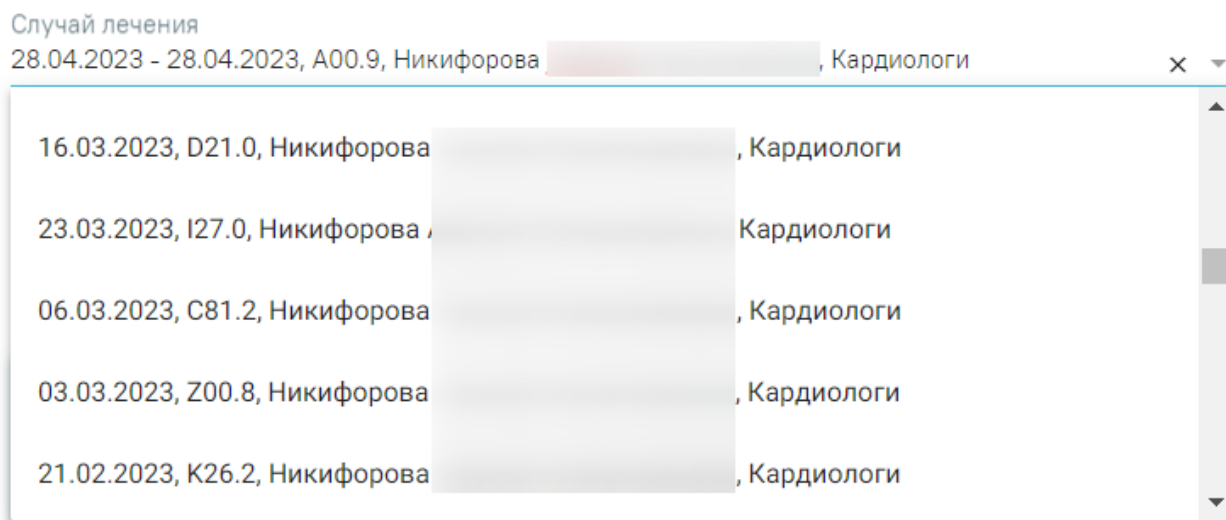 Случай лечения
28.04.2023 - 28.04.2023, A00.9, Никифорова , Кардиологи
16.03.2023, D21.0, Никифорова , Кардиологи
23.03.2023, I27.0, Никифорова Кардиологи
06.03.2023, C81.2, Никифорова , Кардиологи
03.03.2023, Z00.8, Никифорова , Кардиологи
21.02.2023, K26.2, Никифорова , Кардиологи